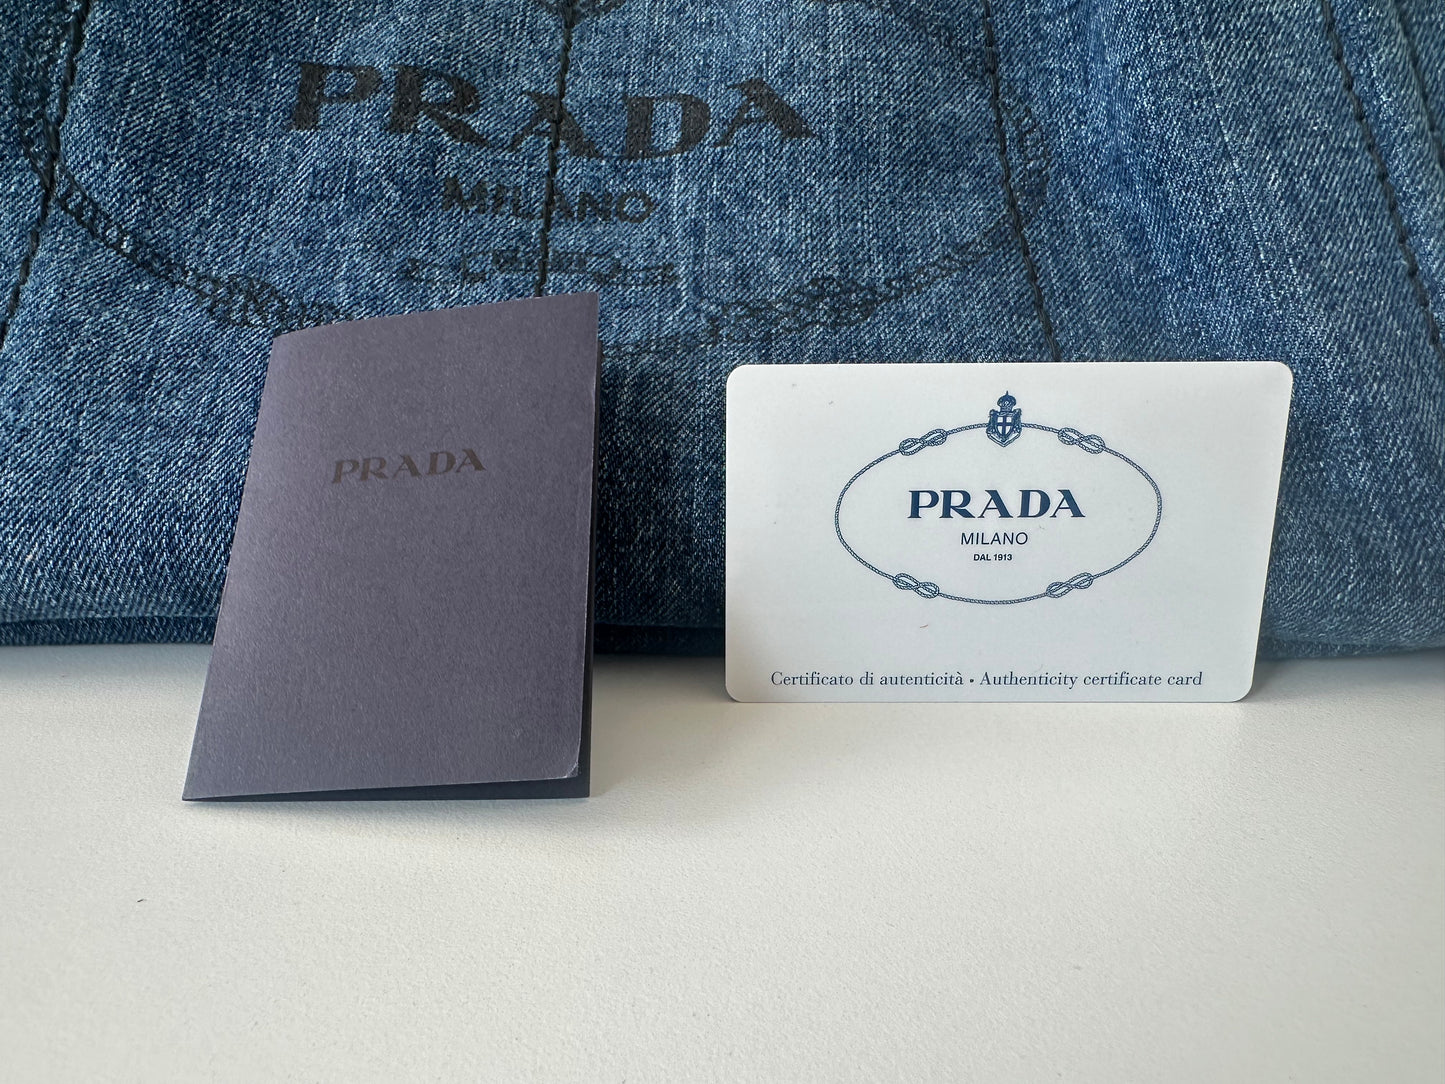 PRADA
MILANO
PRADA
PRADA
MILANO
DAL 1913
Certificato di autenticità • Authenticity certificate card